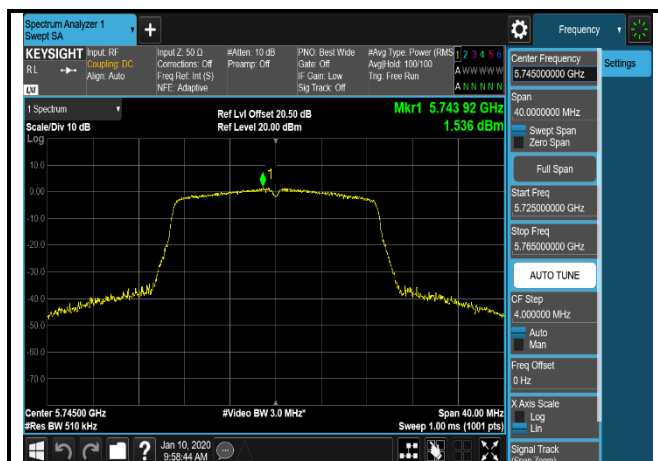 Spectrum Analyzer 1
Swept SA
+
Frequency
KEYSIGHT
RL
LXI
Input: RF
Coupling: DC
Align: Auto
Input Z: 50 Ω
Corrections: Off
Freq Ref: Int (S)
NFE: Adaptive
#Atten: 10 dB
Preamp: Off
PNO: Best Wide
Gate: Off
IF Gain: Low
Sig Track: Off
#Avg Type: Power (RMS
Avg|Hold: 100/100
Trig: Free Run
1 2 3 4 5 6
A W W W W W
A N N N N N
1 Spectrum
Scale/Div 10 dB
Log
Ref Lvl Offset 20.50 dB
Ref Level 20.00 dBm
Mkr1 5.743 92 GHz
1.536 dBm
1
10.0
0.00
-10.0
-20.0
-30.0
-40.0
-50.0
-60.0
-70.0
Center 5.74500 GHz
#Res BW 510 kHz
#Video BW 3.0 MHz*
Span 40.00 MHz
Sweep 1.00 ms (1001 pts)
?
Jan 10, 2020
9:58:44 AM
Center Frequency
5.745000000 GHz
Span
40.0000000 MHz
Swept Span
Zero Span
Full Span
Start Freq
5.725000000 GHz
Stop Freq
5.765000000 GHz
AUTO TUNE
CF Step
4.000000 MHz
Auto
Man
Freq Offset
0 Hz
X Axis Scale
Log
Lin
Signal Track
(Span Zoom)
Settings